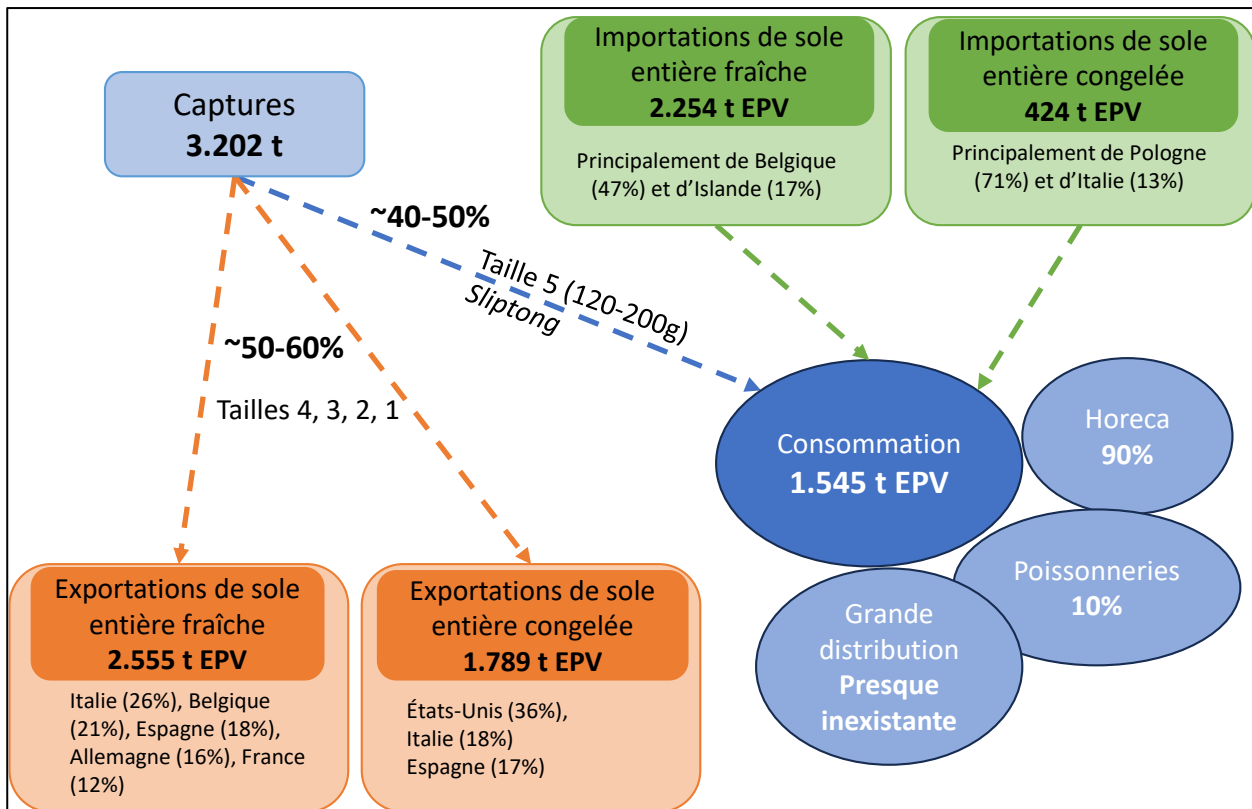 Captures
3.202 t
Importations de sole
entière fraîche
2.254 t EPV
Principalement de Belgique
(47%) et d’Islande (17%)
Importations de sole
entière congelée
424 t EPV
Principalement de Pologne
(71%) et d’Italie (13%)
~40-50%
Taille 5 (120-200g)
Sliptong
~50-60%
Tailles 4, 3, 2, 1
Consommation
1.545 t EPV
Horeca
90%
Poissonneries
10%
Grande
distribution
Presque
inexistante
Exportations de sole
entière fraîche
2.555 t EPV
Italie (26%), Belgique
(21%), Espagne (18%),
Allemagne (16%), France
(12%)
Exportations de sole
entière congelée
1.789 t EPV
États-Unis (36%),
Italie (18%)
Espagne (17%)